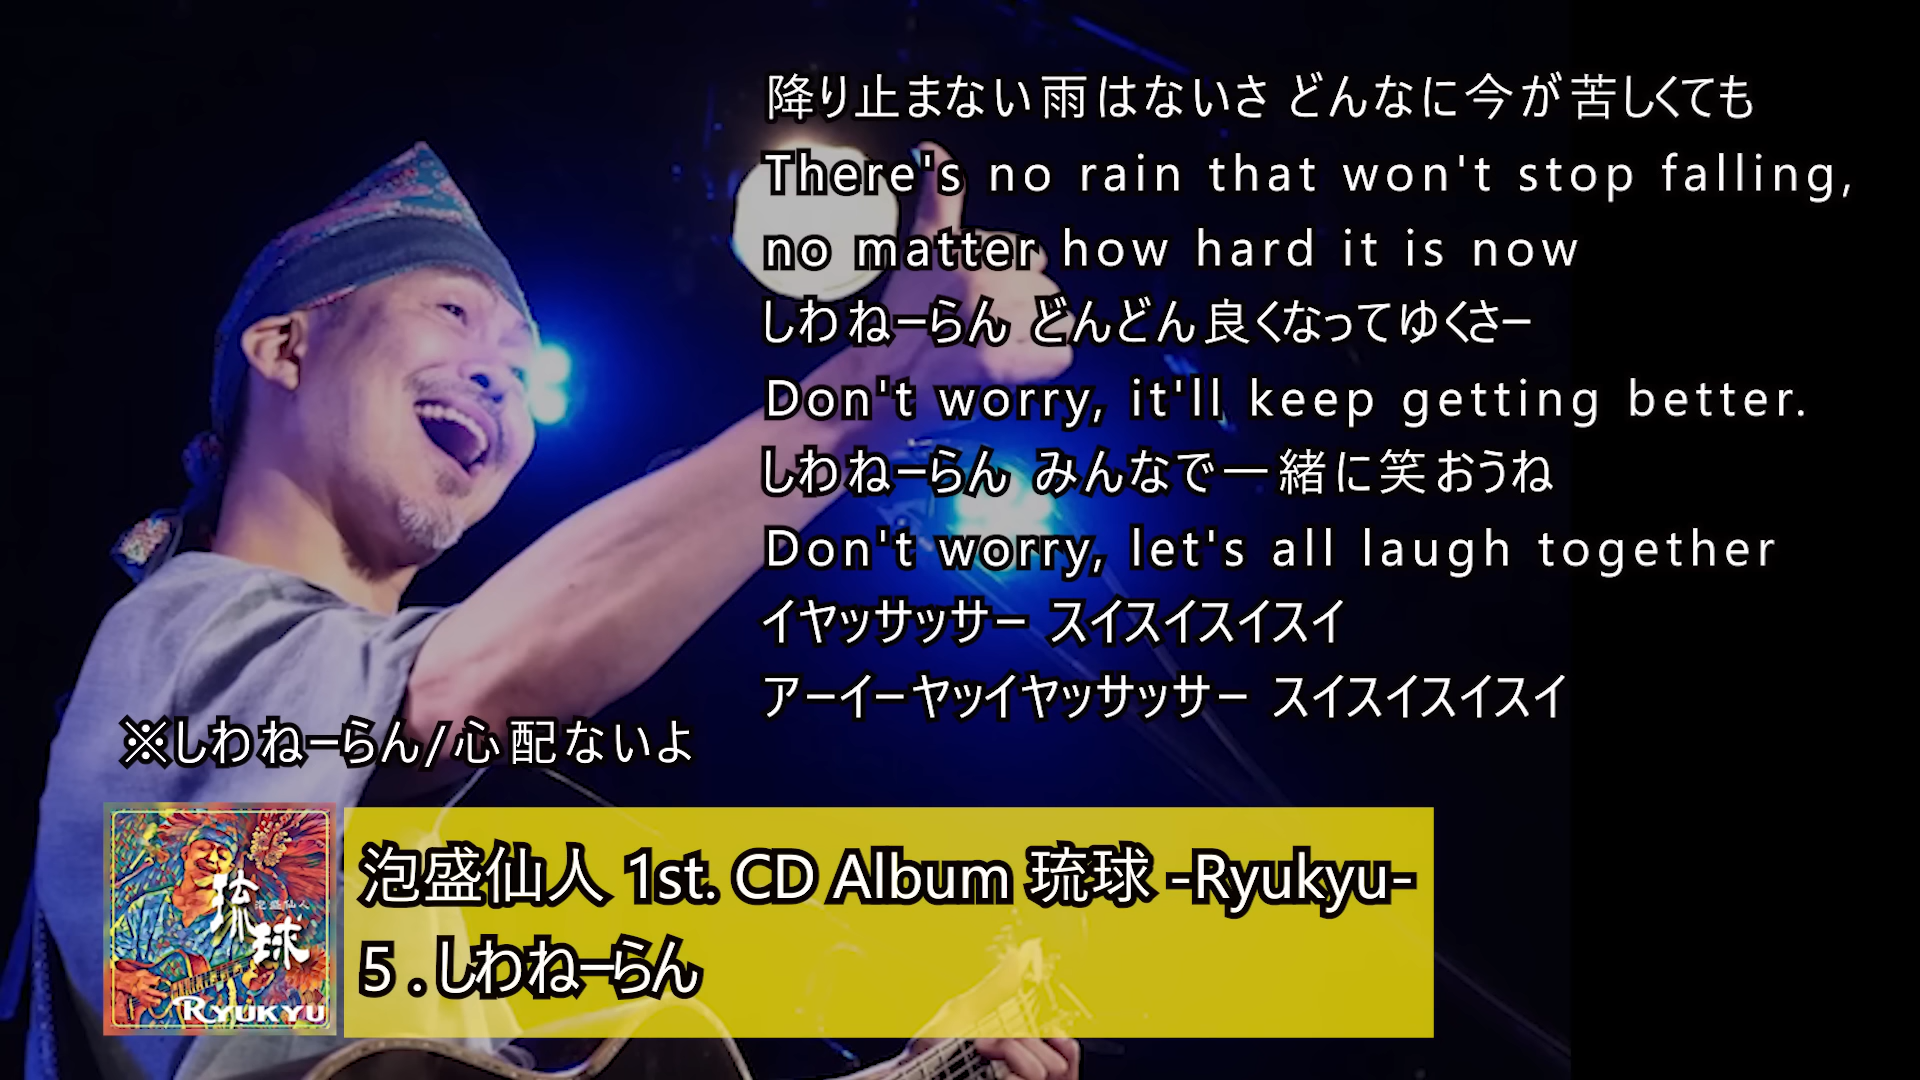 降り止まない雨はないさ どんなに今が苦しくても
There's no rain that won't stop falling,
no matter how hard it is now
しわねーらん どんどん良くなってゆくさー
Don't worry, it'll keep getting better.
しわねーらん みんなで一緒に笑おうね
Don't worry, let's all laugh together
イヤッサッサー スイスイスイスイ
アーイーヤッイヤッサッサー スイスイスイスイ
※しわねーらん/心配ないよ
琉球
泡盛仙人
RYUKYU
泡盛仙人 1st. CD Album 琉球 -Ryukyu-
5 . しわねーらん